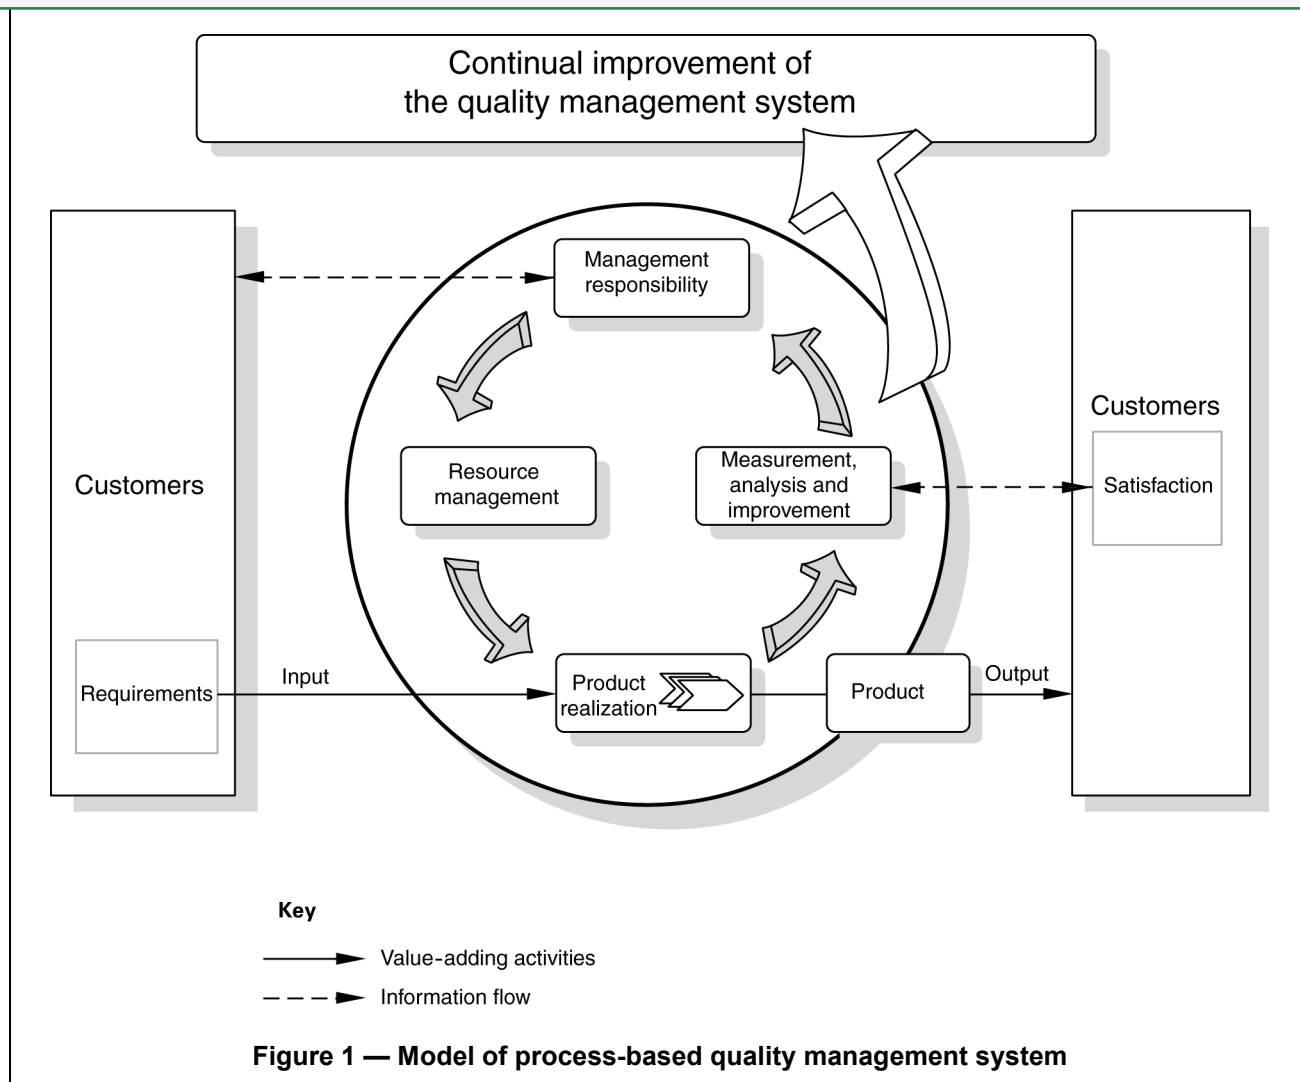 Continual improvement of
the quality management system
Management
responsibility
Customers
Resource
management
Measurement,
analysis and
improvement
Customers
Satisfaction
Requirements
Input
Product
realization
Product
Output
Key
Value-adding activities
Information flow
Figure 1 — Model of process-based quality management system